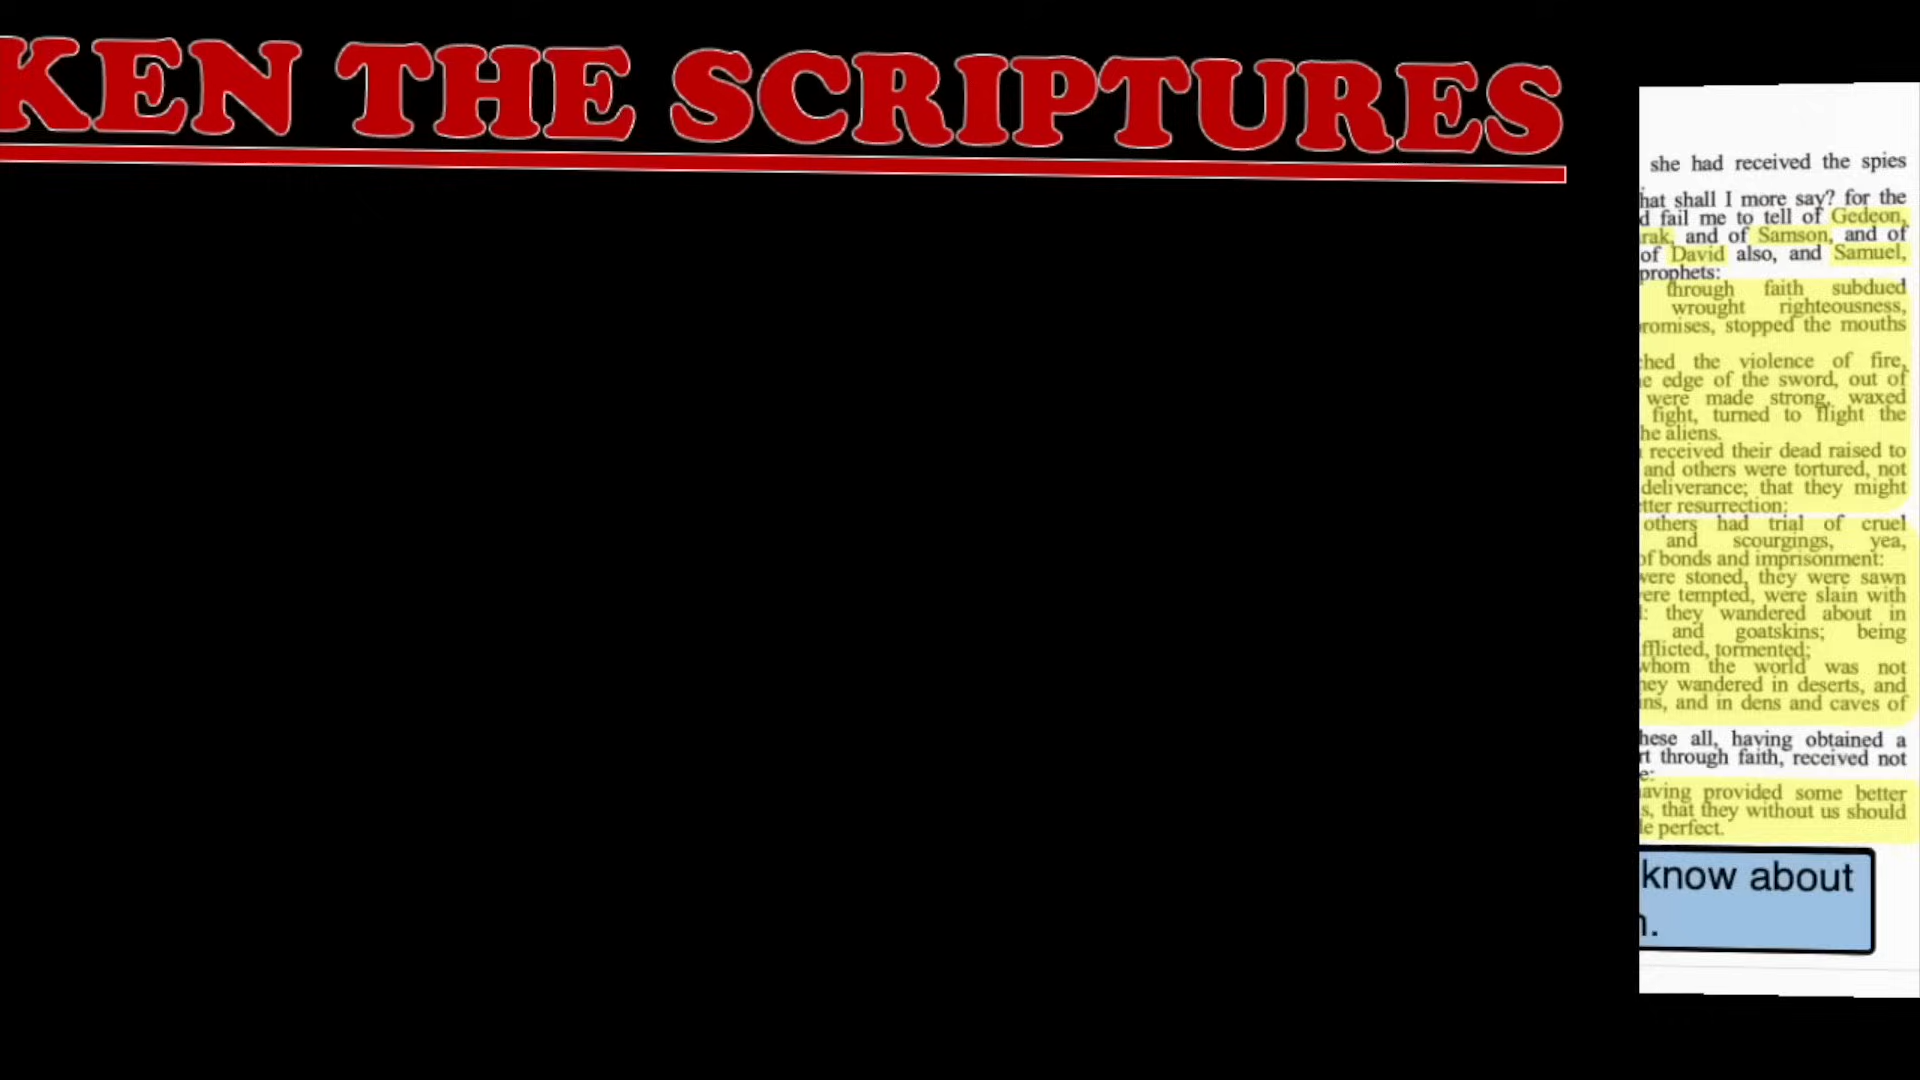 KEN THE SCRIPTURES
she had received the spies
hat shall I more say? for the
d fail me to tell of Gedeon,
rak, and of Samson, and of
of David also, and Samuel,
prophets:
through faith subdued
wrought righteousness,
romises, stopped the mouths
ched the violence of fire,
e edge of the sword, out of
were made strong, waxed
fight, turned to flight the
he aliens.
received their dead raised to
and others were tortured, not
deliverance; that they might
tter resurrection:
others had trial of cruel
and scourgings, yea,
of bonds and imprisonment:
were stoned, they were sawn
ere tempted, were slain with
: they wandered about in
and goatskins; being
fflicted, tormented;
whom the world was not
hey wandered in deserts, and
ins, and in dens and caves of
hese all, having obtained a
rt through faith, received not
e:
aving provided some better
s, that they without us should
e perfect.
know about
n.